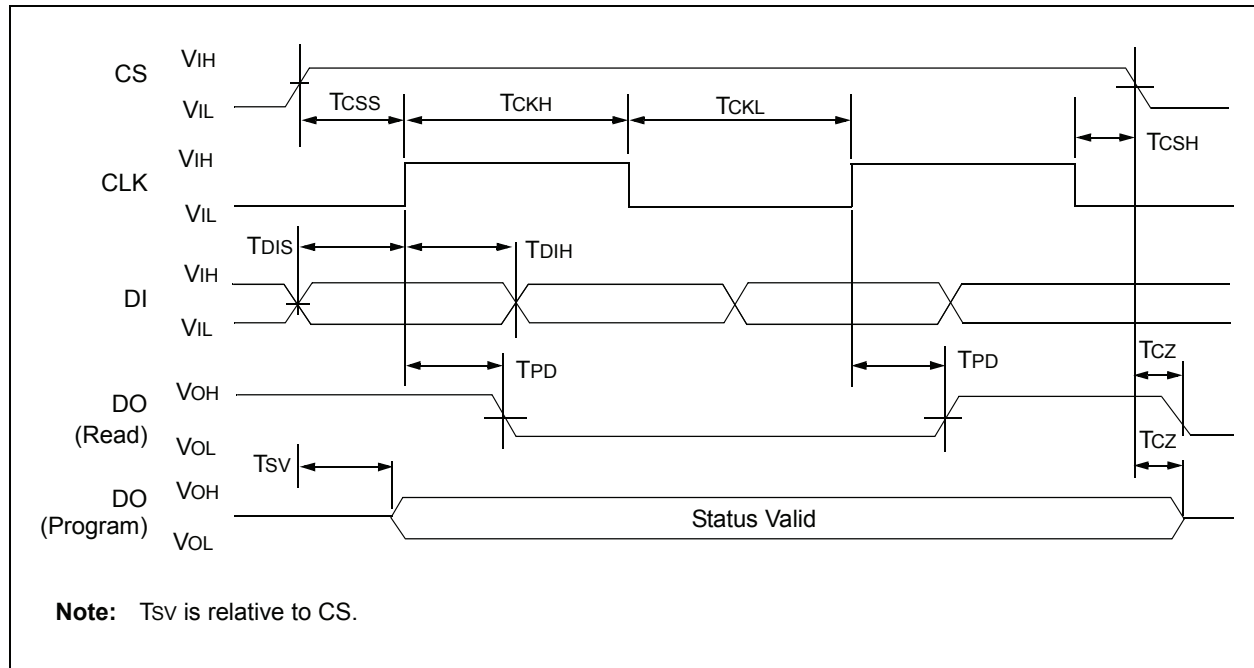 CS
VIH
VIL
TCSS
TCKH
TCKL
TCSH
CLK
VIH
VIL
TDIS
TDIH
DI
VIH
VIL
TPD
TPD
TCZ
DO
(Read)
VOH
VOL
TCZ
TSV
DO
(Program)
VOH
VOL
Status Valid
Note: TSV is relative to CS.